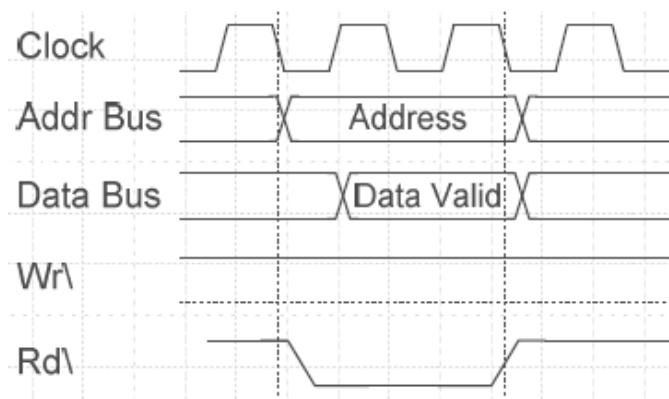 Clock
Addr Bus Address
Data Bus Data Valid
Wr\
Rd\